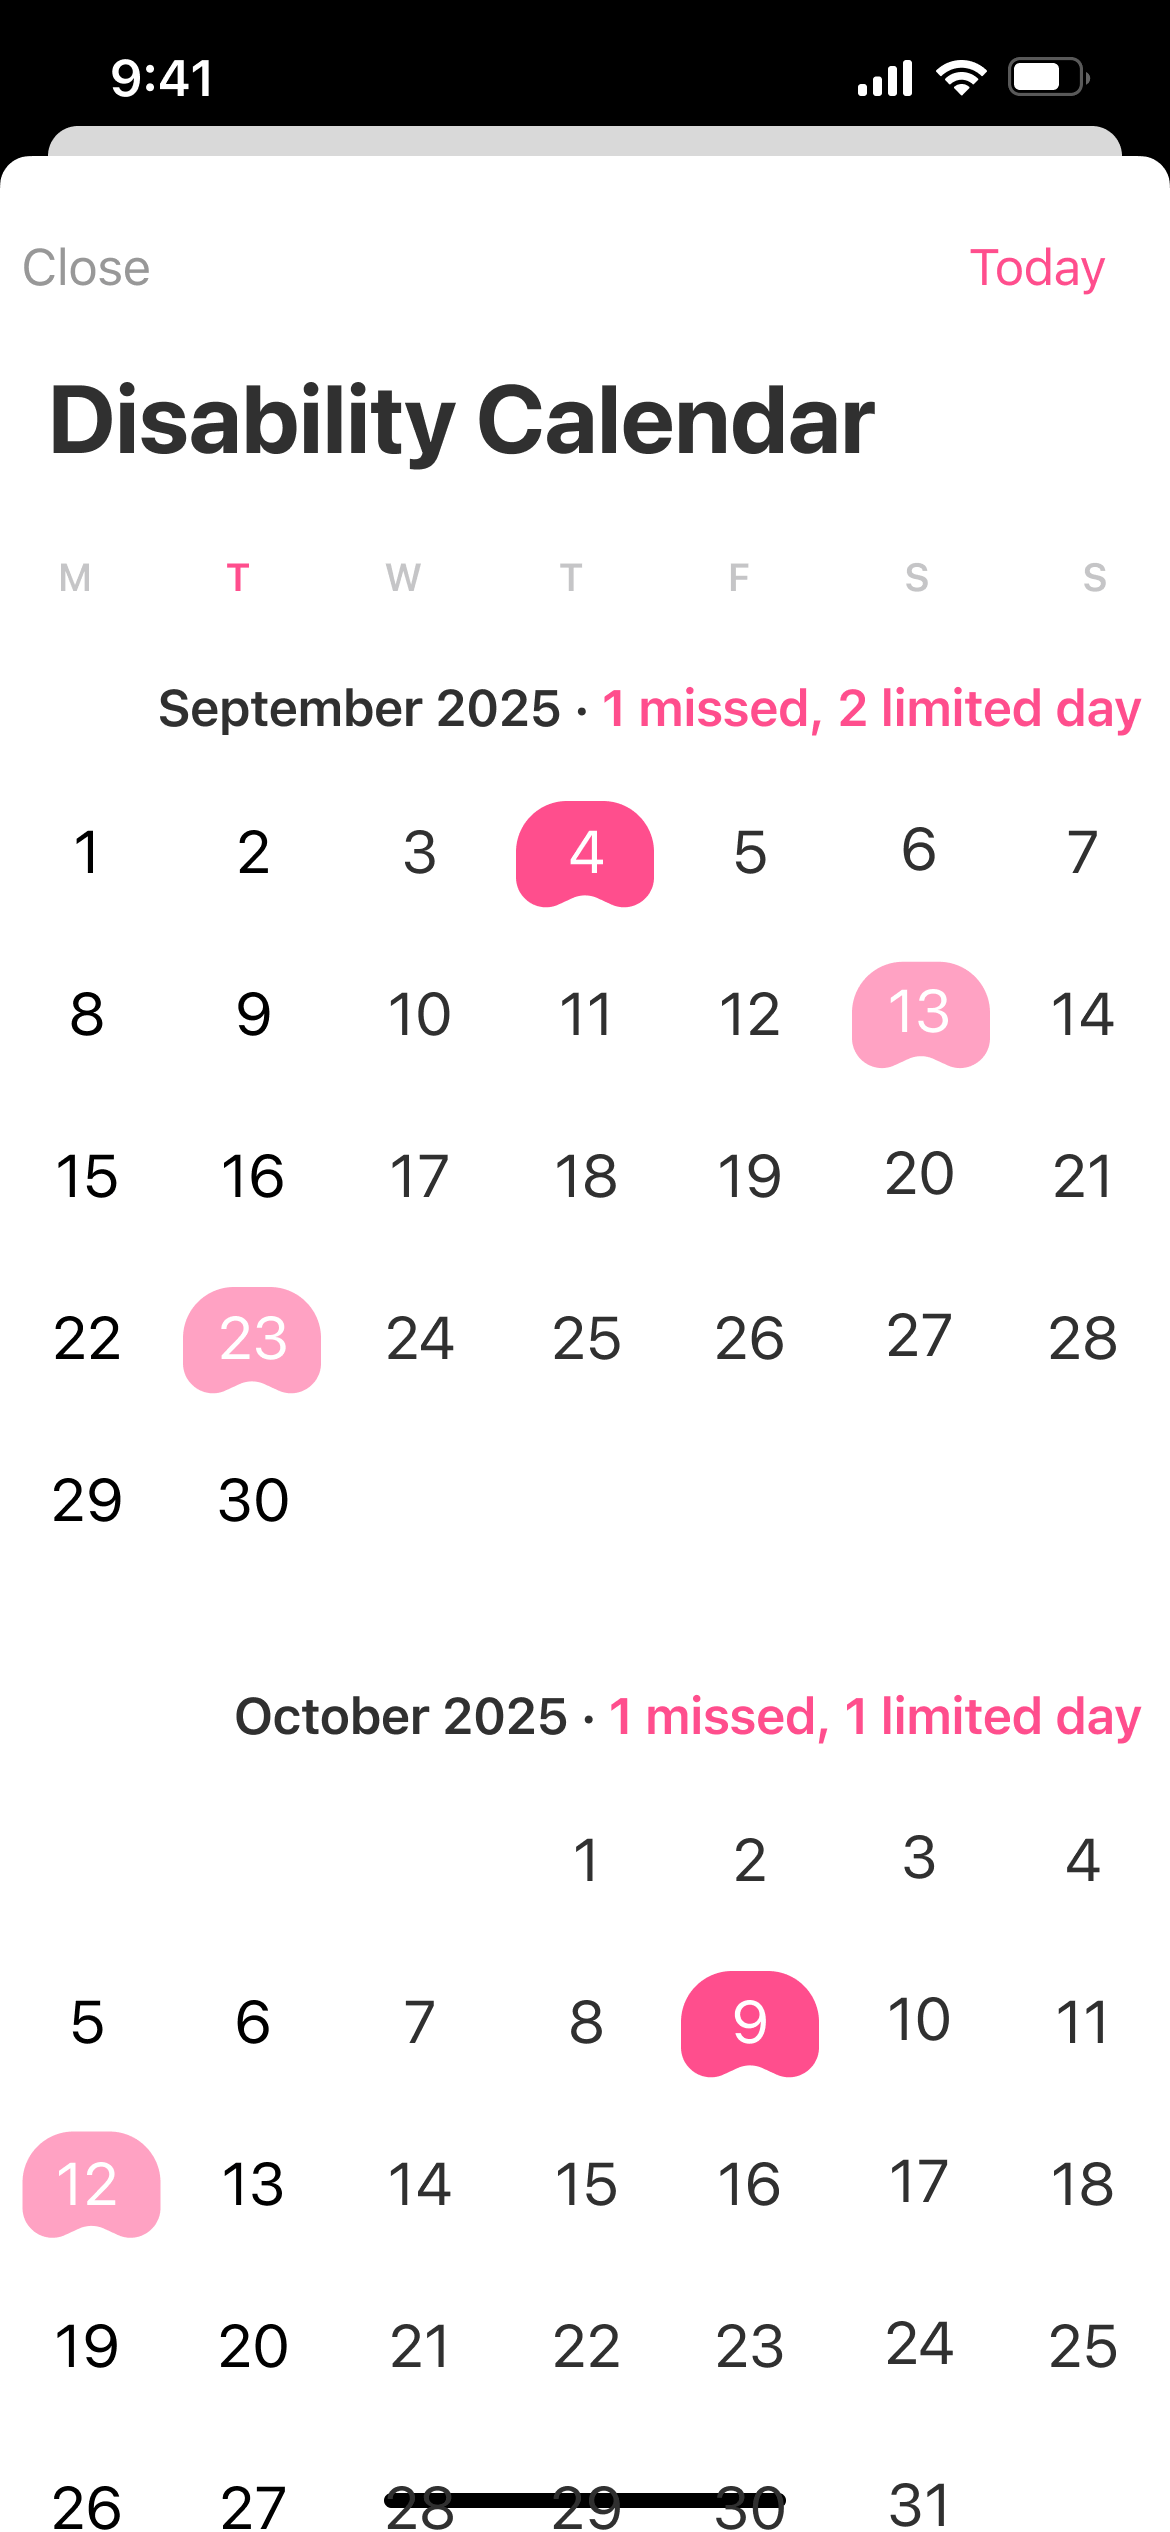 9:41
Close Today
Disability Calendar
M T W T F S S
September 2025 · 1 missed, 2 limited day
1 2 3 4 5 6 7
8 9 10 11 12 13 14
15 16 17 18 19 20 21
22 23 24 25 26 27 28
29 30
October 2025 · 1 missed, 1 limited day
1 2 3 4
5 6 7 8 9 10 11
12 13 14 15 16 17 18
19 20 21 22 23 24 25
26 27 28 29 30 31